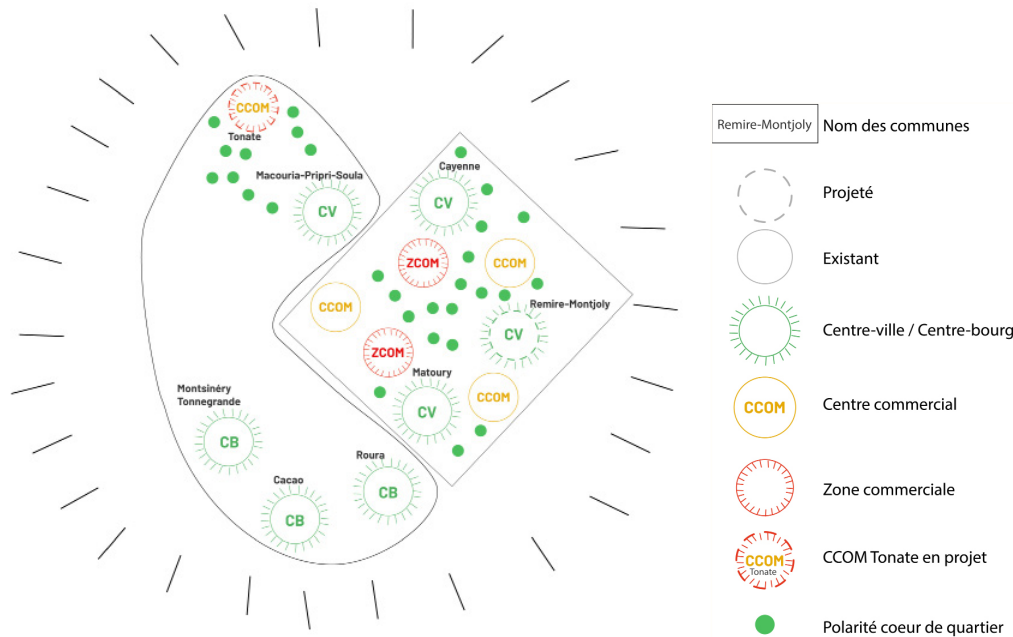 CCOM
Tonate
Macouria-Pripri-Soula
CV
Cayenne
CV
ZCOM
CCOM
CCOM
Remire-Montjoly
CV
ZCOM
Matoury
CV
CCOM
Montsinéry
Tonnegrande
CB
Roura
CB
Cacao
CB
Remire-Montjoly
Nom des communes
Projeté
Existant
Centre-ville / Centre-bourg
CCOM
Centre commercial
Zone commerciale
CCOM
Tonate
CCOM Tonate en projet
Polarité coeur de quartier